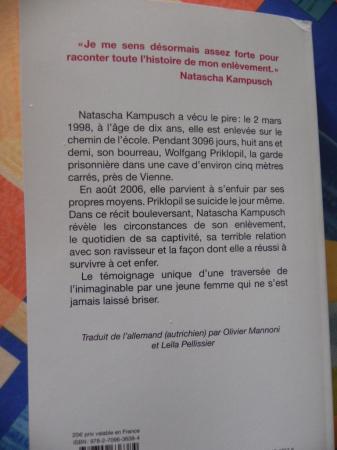 «Je me sens désormais assez forte pour
raconter toute l'histoire de mon enlèvement.»
Natascha Kampusch
Natascha Kampusch a vécu le pire : le 2 mars
1998, à l'âge de dix ans, elle est enlevée sur le
chemin de l'école. Pendant 3096 jours, huit ans et
demi, son bourreau, Wolfgang Priklopil, la garde
prisonnière dans une cave d'environ cinq mètres
carrés, près de Vienne.
En août 2006, elle parvient à s'enfuir par ses
propres moyens. Priklopil se suicide le jour même.
Dans ce récit bouleversant, Natascha Kampusch
révèle les circonstances de son enlèvement,
le quotidien de sa captivité, sa terrible relation
avec son ravisseur et la façon dont elle a réussi à
survivre à cet enfer.
Le témoignage unique d'une traversée de
l'inimaginable par une jeune femme qui ne s'est
jamais laissé briser.
Traduit de l'allemand (autrichien) par Olivier Mannoni
et Leïla Pellissier
20€ prix valable en France
ISBN : 978-2-7096-3638-4